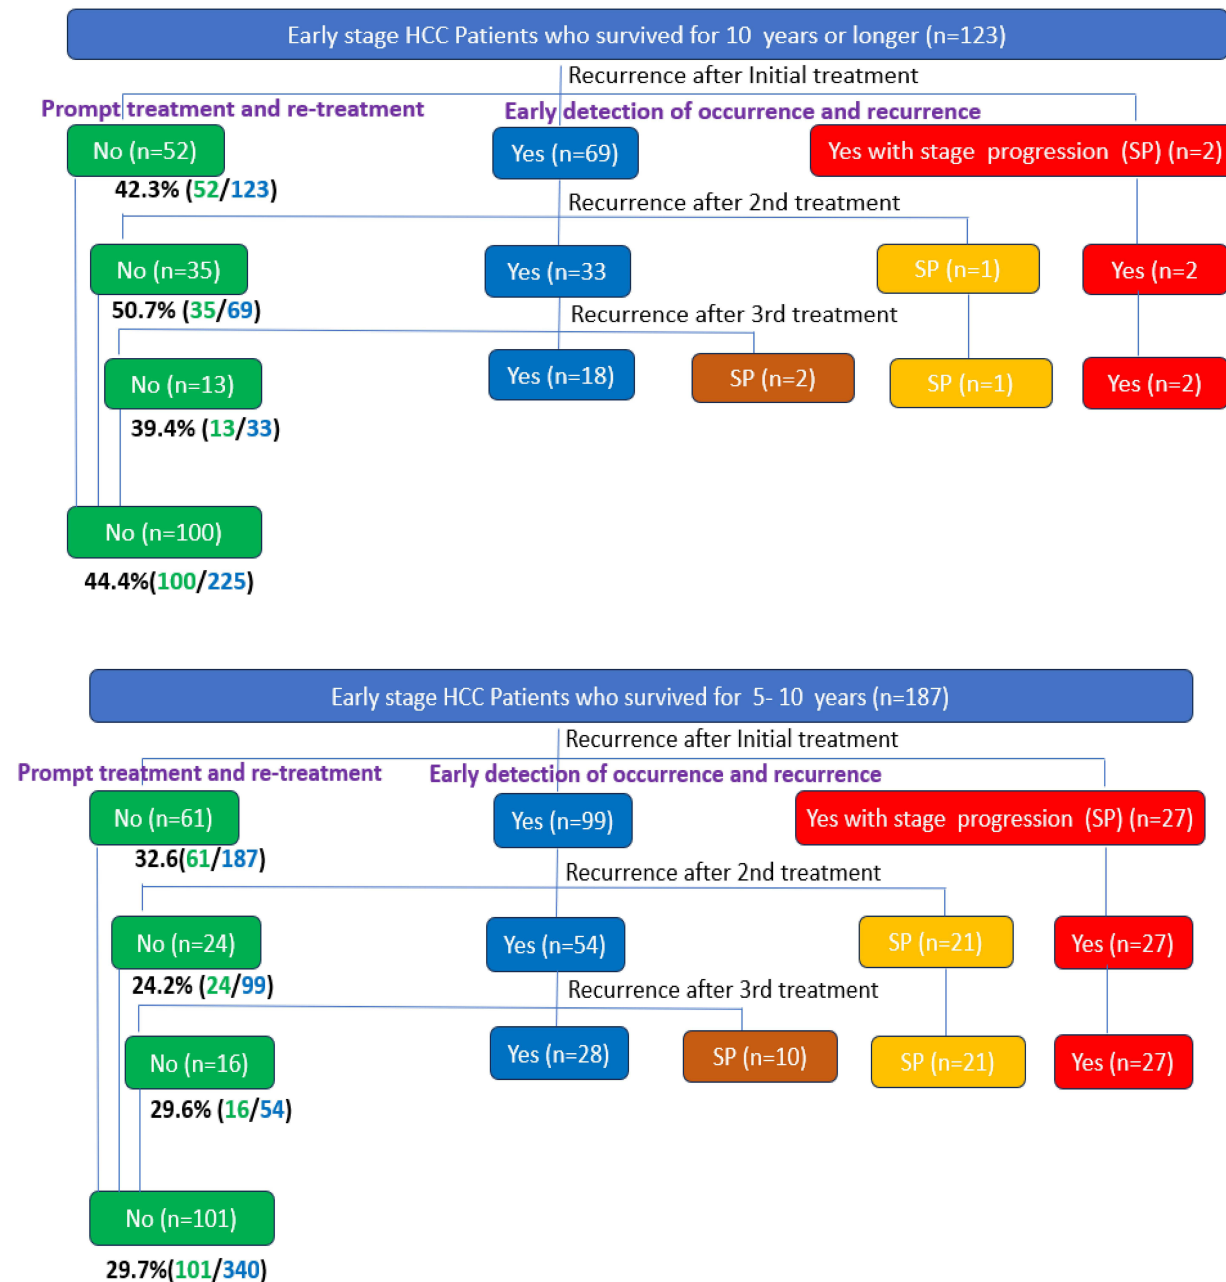 Early stage HCC Patients who survived for 10 years or longer (n=123)
Recurrence after Initial treatment
Prompt treatment and re-treatment
Early detection of occurrence and recurrence
No (n=52)
Yes (n=69)
Yes with stage progression (SP) (n=2)
42.3% (52/123)
Recurrence after 2nd treatment
No (n=35)
Yes (n=33
SP (n=1)
Yes (n=2
50.7% (35/69)
Recurrence after 3rd treatment
No (n=13)
Yes (n=18)
SP (n=2)
SP (n=1)
Yes (n=2)
39.4% (13/33)
No (n=100)
44.4%(100/225)
Early stage HCC Patients who survived for 5- 10 years (n=187)
Recurrence after Initial treatment
Prompt treatment and re-treatment
Early detection of occurrence and recurrence
No (n=61)
Yes (n=99)
Yes with stage progression (SP) (n=27)
32.6(61/187)
Recurrence after 2nd treatment
No (n=24)
Yes (n=54)
SP (n=21)
Yes (n=27)
24.2% (24/99)
Recurrence after 3rd treatment
No (n=16)
Yes (n=28)
SP (n=10)
SP (n=21)
Yes (n=27)
29.6% (16/54)
No (n=101)
29.7%(101/340)